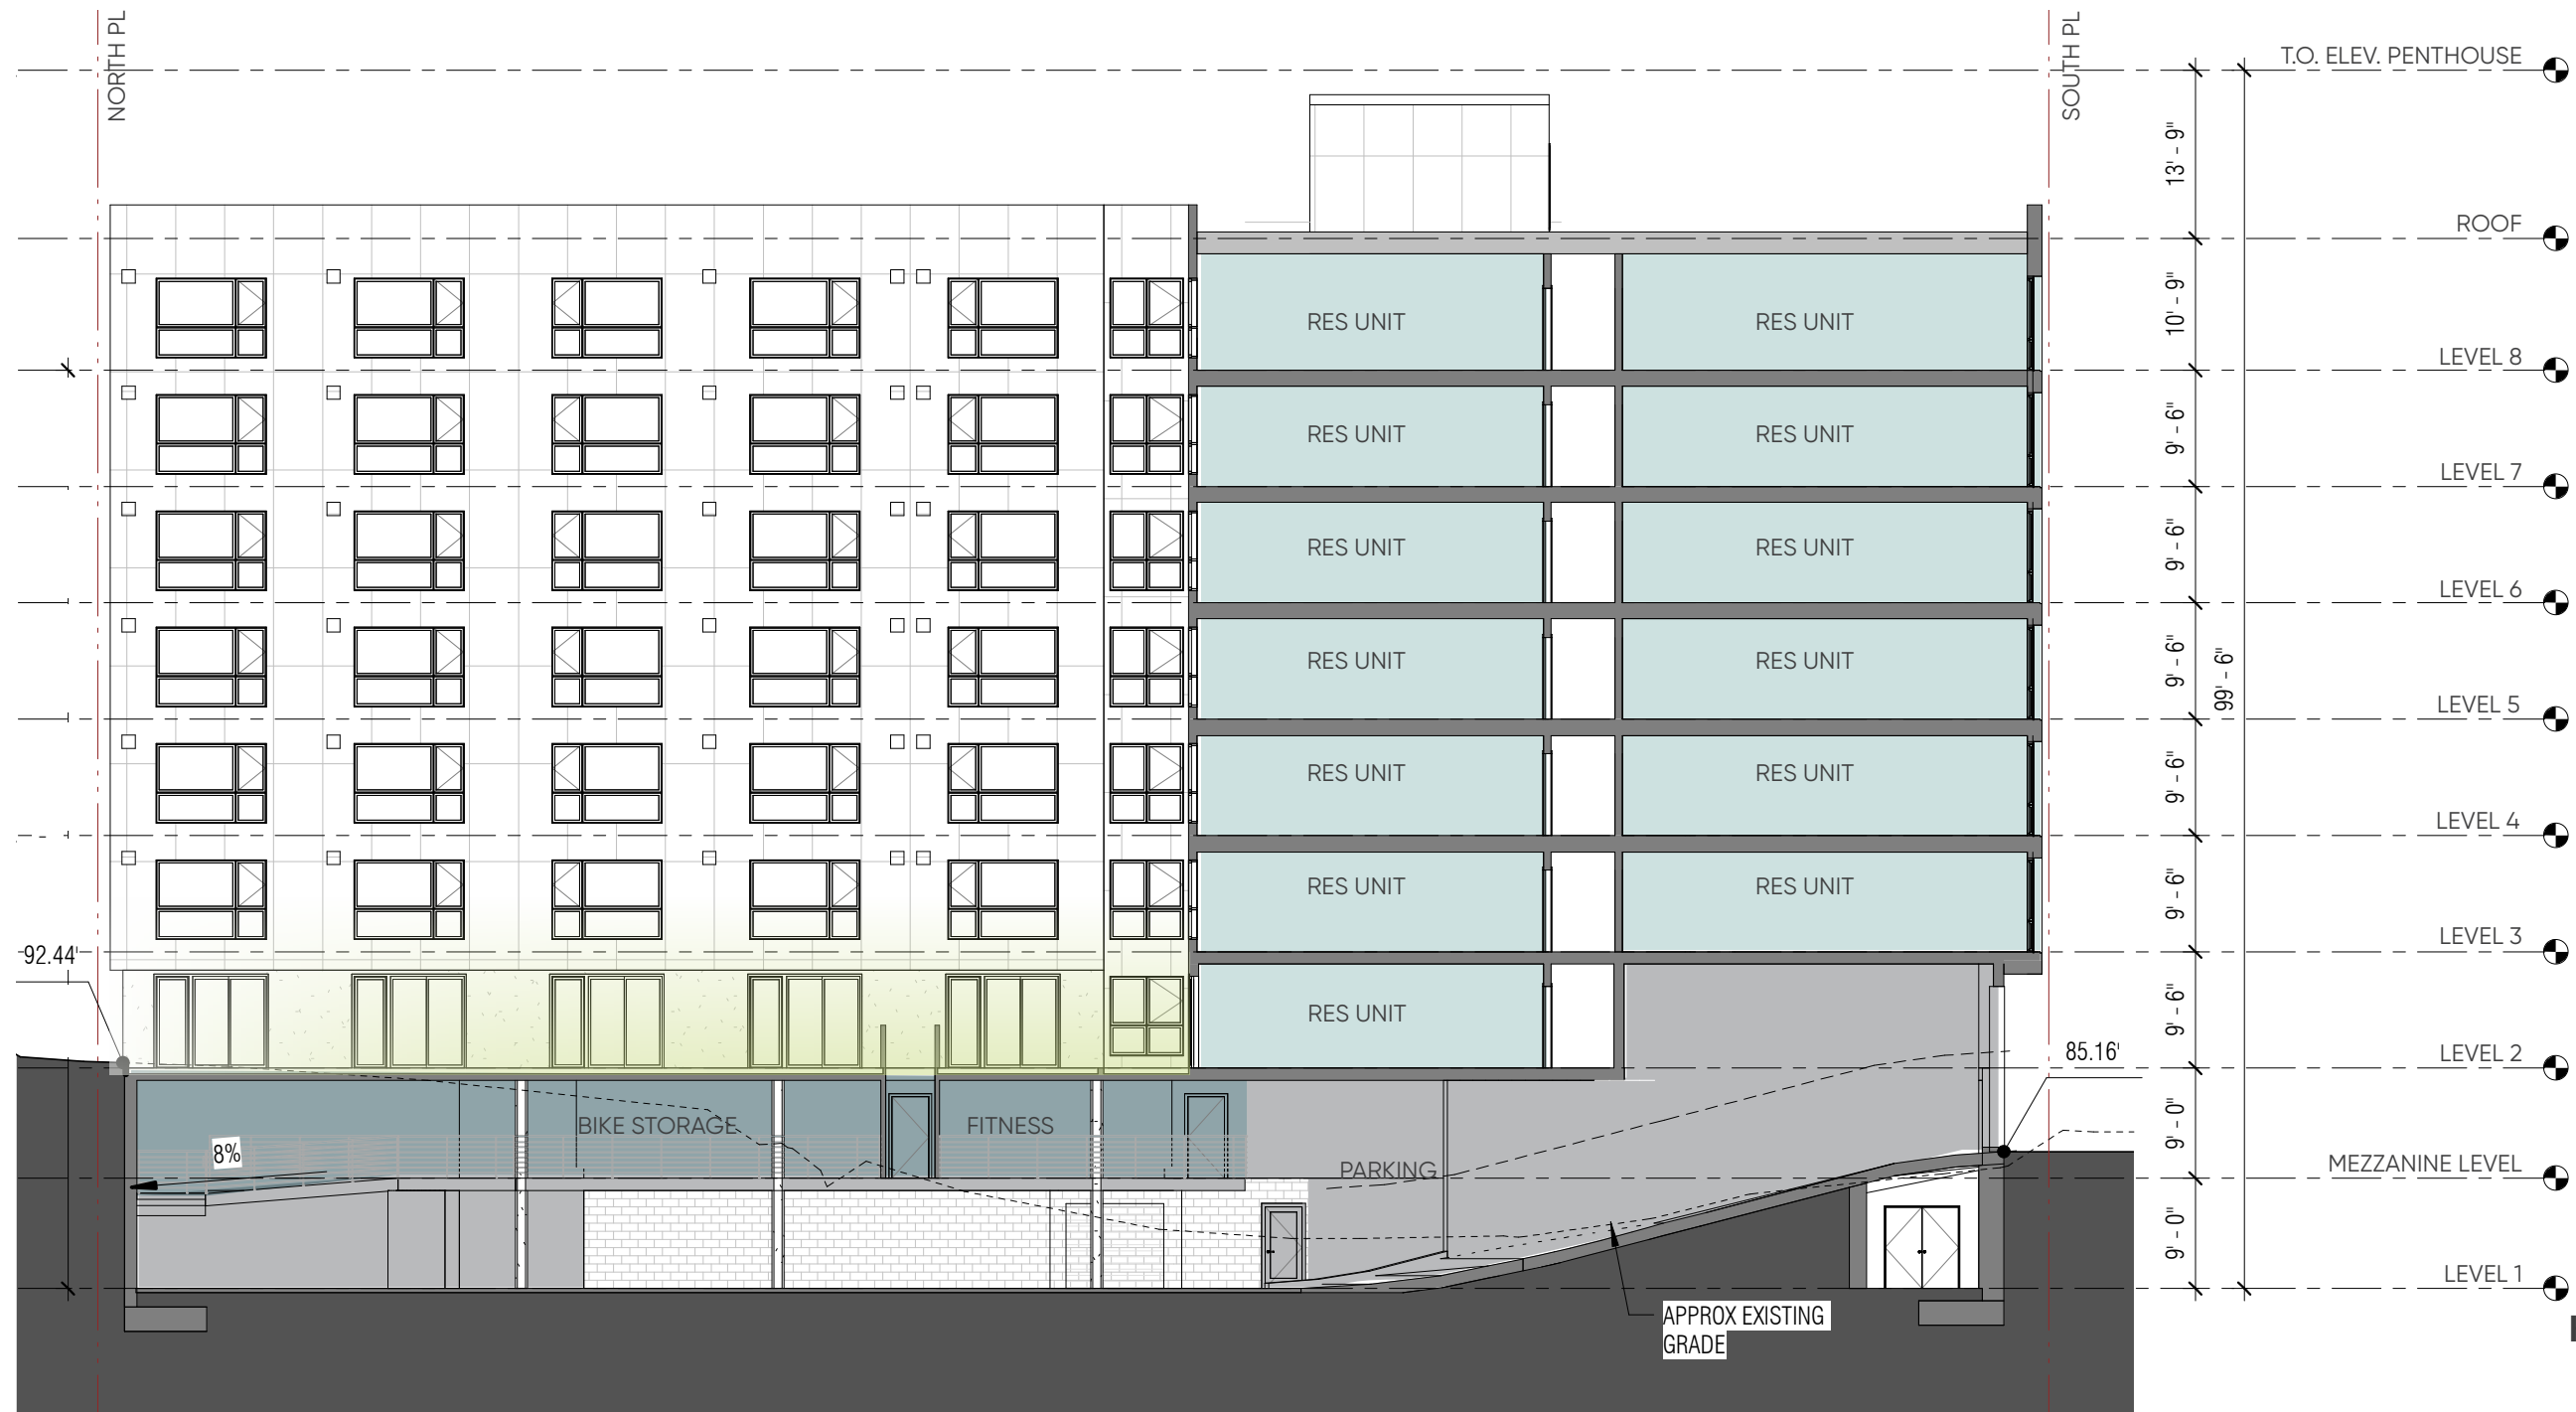 NORTH PL
SOUTH PL
T.O. ELEV. PENTHOUSE
13' - 9"
ROOF
10' - 9"
RES UNIT
RES UNIT
LEVEL 8
9' - 6"
RES UNIT
RES UNIT
LEVEL 7
9' - 6"
RES UNIT
RES UNIT
LEVEL 6
9' - 6"
99' - 6"
RES UNIT
RES UNIT
LEVEL 5
9' - 6"
RES UNIT
RES UNIT
LEVEL 4
9' - 6"
RES UNIT
RES UNIT
LEVEL 3
92.44'
9' - 6"
RES UNIT
85.16'
LEVEL 2
9' - 0"
BIKE STORAGE
FITNESS
8%
PARKING
MEZZANINE LEVEL
9' - 0"
LEVEL 1
APPROX EXISTING
GRADE